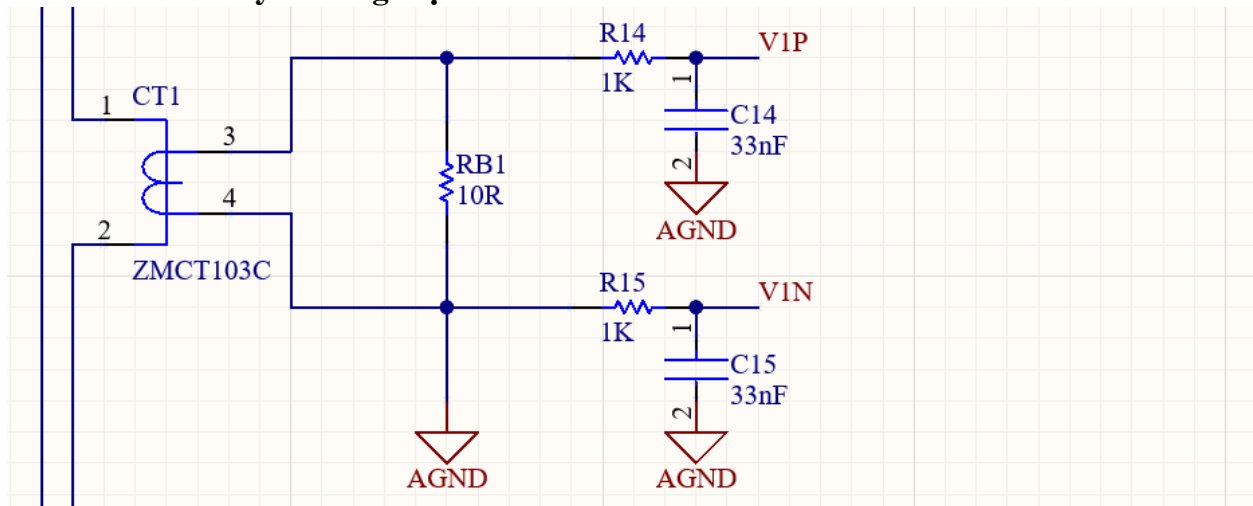 R14
V1P
1K
1
CT1
1
C14
33nF
3
2
RB1
10R
4
2
AGND
ZMCT103C
R15
V1N
1K
1
C15
33nF
2
AGND
AGND